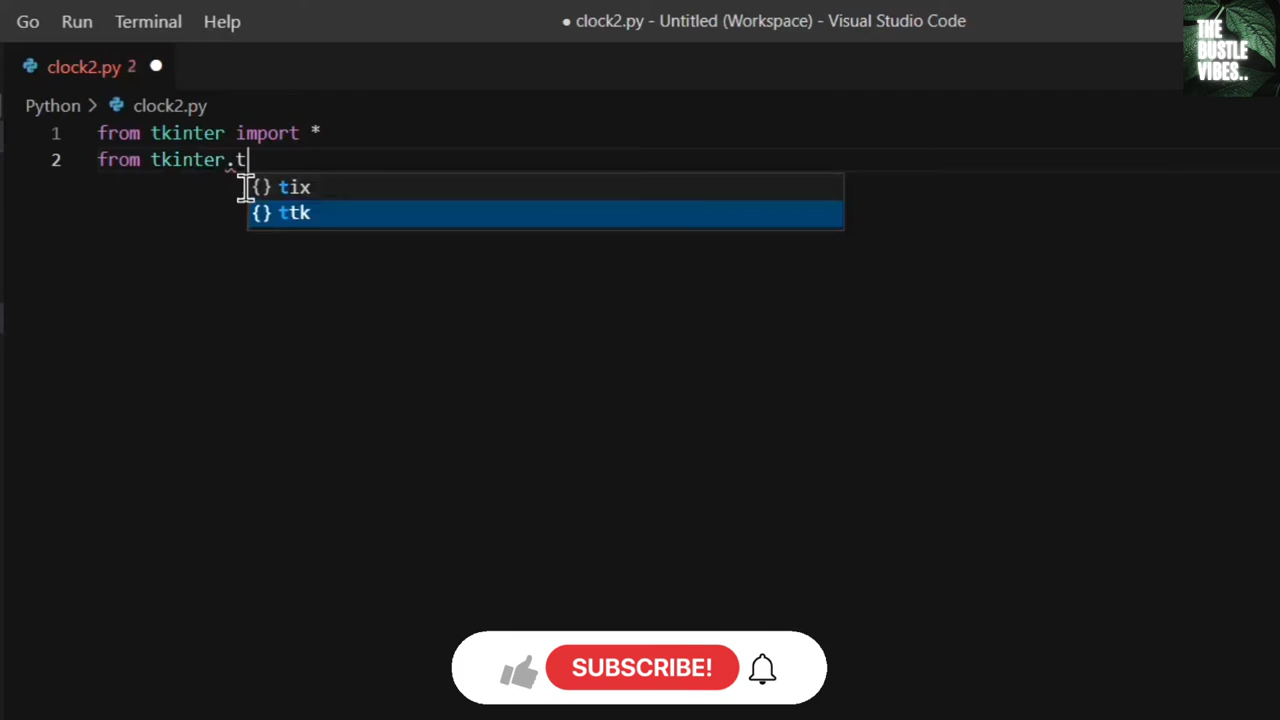 Go Run Terminal Help ● clock2.py - Untitled (Workspace) - Visual Studio Code
THE
BUSTLE
VIBES..
clock2.py 2 ●
Python > clock2.py
1 from tkinter import *
2 from tkinter.t
{} tix
{} ttk
SUBSCRIBE!